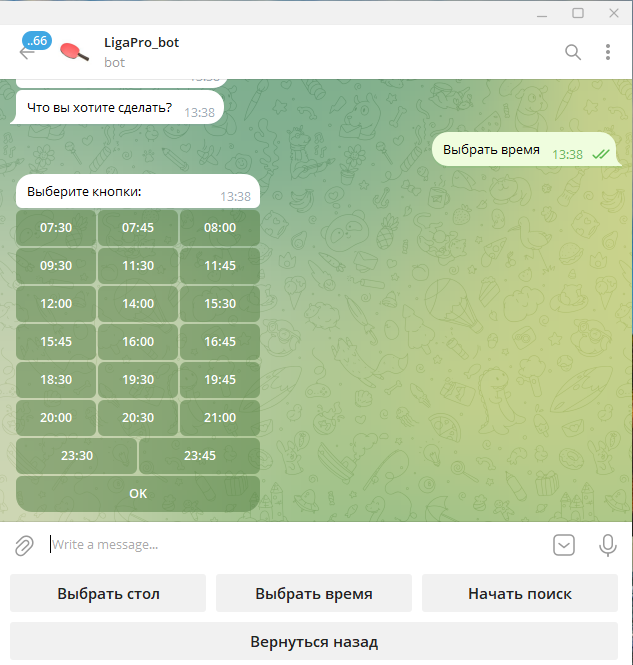 ..66
LigaPro_bot
bot
Что вы хотите сделать? 13:38
Выбрать время 13:38
Выберите кнопки: 13:38
07:30 07:45 08:00
09:30 11:30 11:45
12:00 14:00 15:30
15:45 16:00 16:45
18:30 19:30 19:45
20:00 20:30 21:00
23:30 23:45
OK
Write a message...
Выбрать стол Выбрать время Начать поиск
Вернуться назад